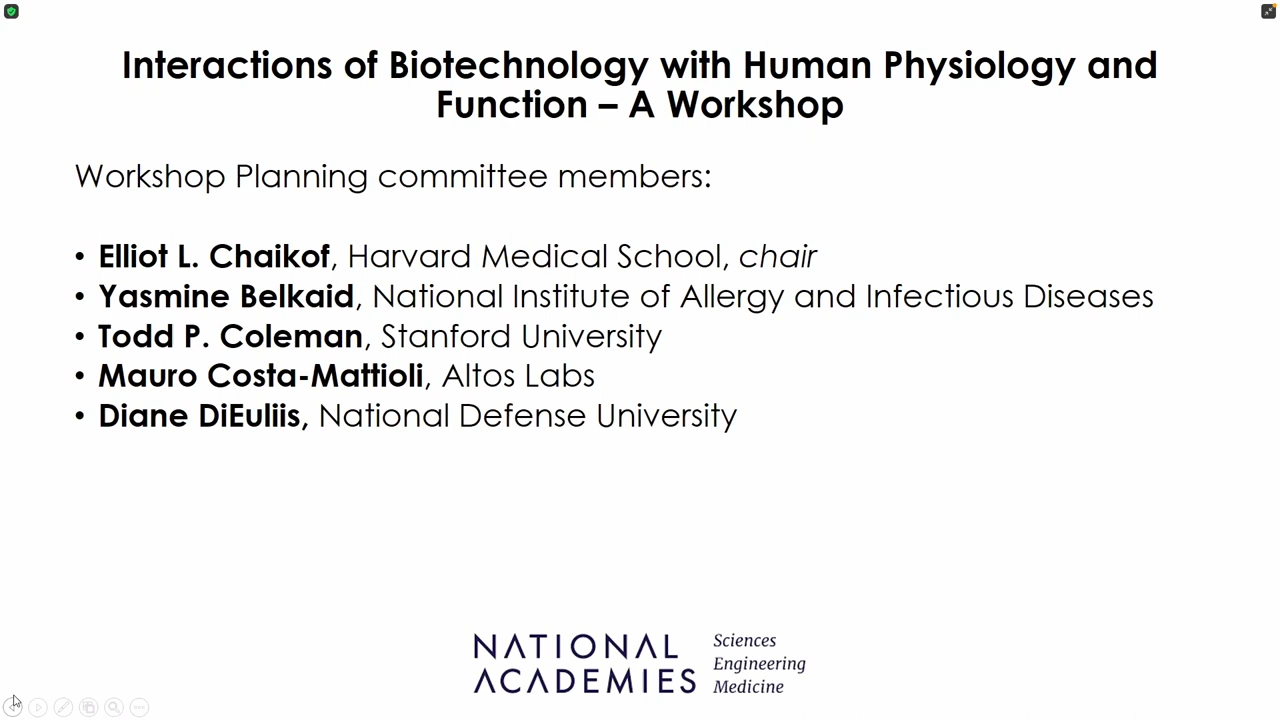 Interactions of Biotechnology with Human Physiology and
Function – A Workshop
Workshop Planning committee members:
• Elliot L. Chaikof, Harvard Medical School, chair
• Yasmine Belkaid, National Institute of Allergy and Infectious Diseases
• Todd P. Coleman, Stanford University
• Mauro Costa-Mattioli, Altos Labs
• Diane DiEuliis, National Defense University
NATIONAL
ACADEMIES
Sciences
Engineering
Medicine